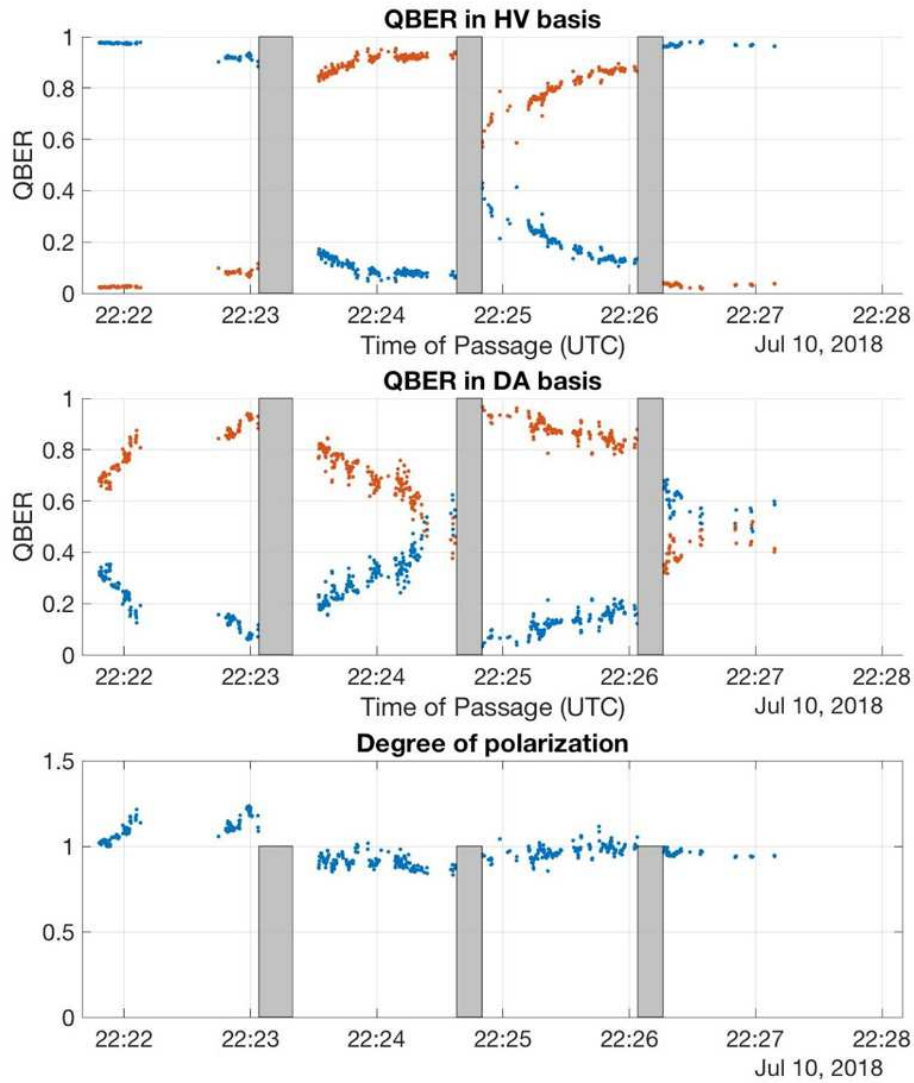 QBER in HV basis
1
0.8
0.6
0.4
0.2
0
QBER
22:22 22:23 22:24 22:25 22:26 22:27 22:28
Time of Passage (UTC) Jul 10, 2018
QBER in DA basis
1
0.8
0.6
0.4
0.2
0
QBER
22:22 22:23 22:24 22:25 22:26 22:27 22:28
Time of Passage (UTC) Jul 10, 2018
Degree of polarization
1.5
1
0.5
0
22:22 22:23 22:24 22:25 22:26 22:27 22:28
Jul 10, 2018